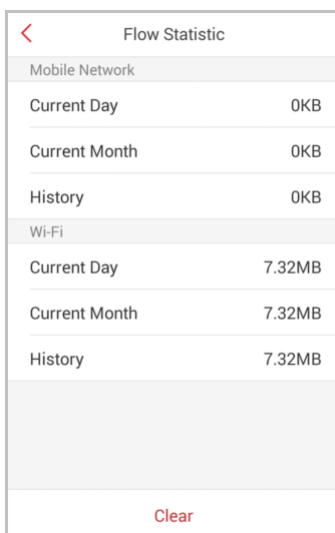 Flow Statistic
Mobile Network
Current Day 0KB
Current Month 0KB
History 0KB
Wi-Fi
Current Day 7.32MB
Current Month 7.32MB
History 7.32MB
Clear